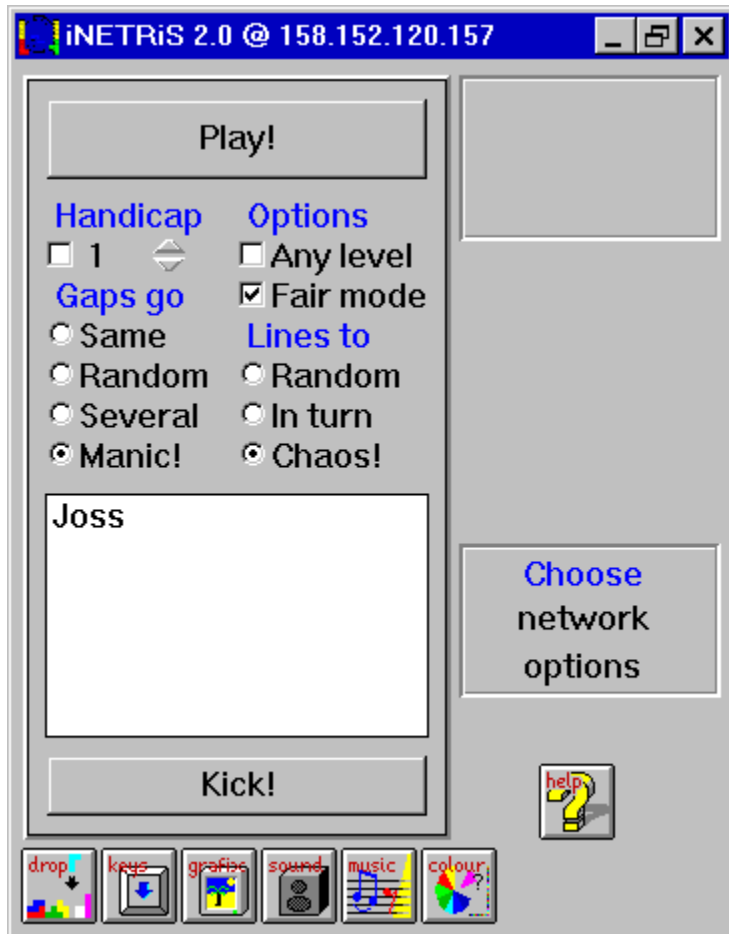 iNETRiS 2.0 @ 158.152.120.157
Play!
Handicap
1
Gaps go
Same
Random
Several
Manic!
Options
Any level
Fair mode
Lines to
Random
In turn
Chaos!
Joss
Kick!
Choose
network
options
help
drop
keys
grafix
sound
music
colour
?